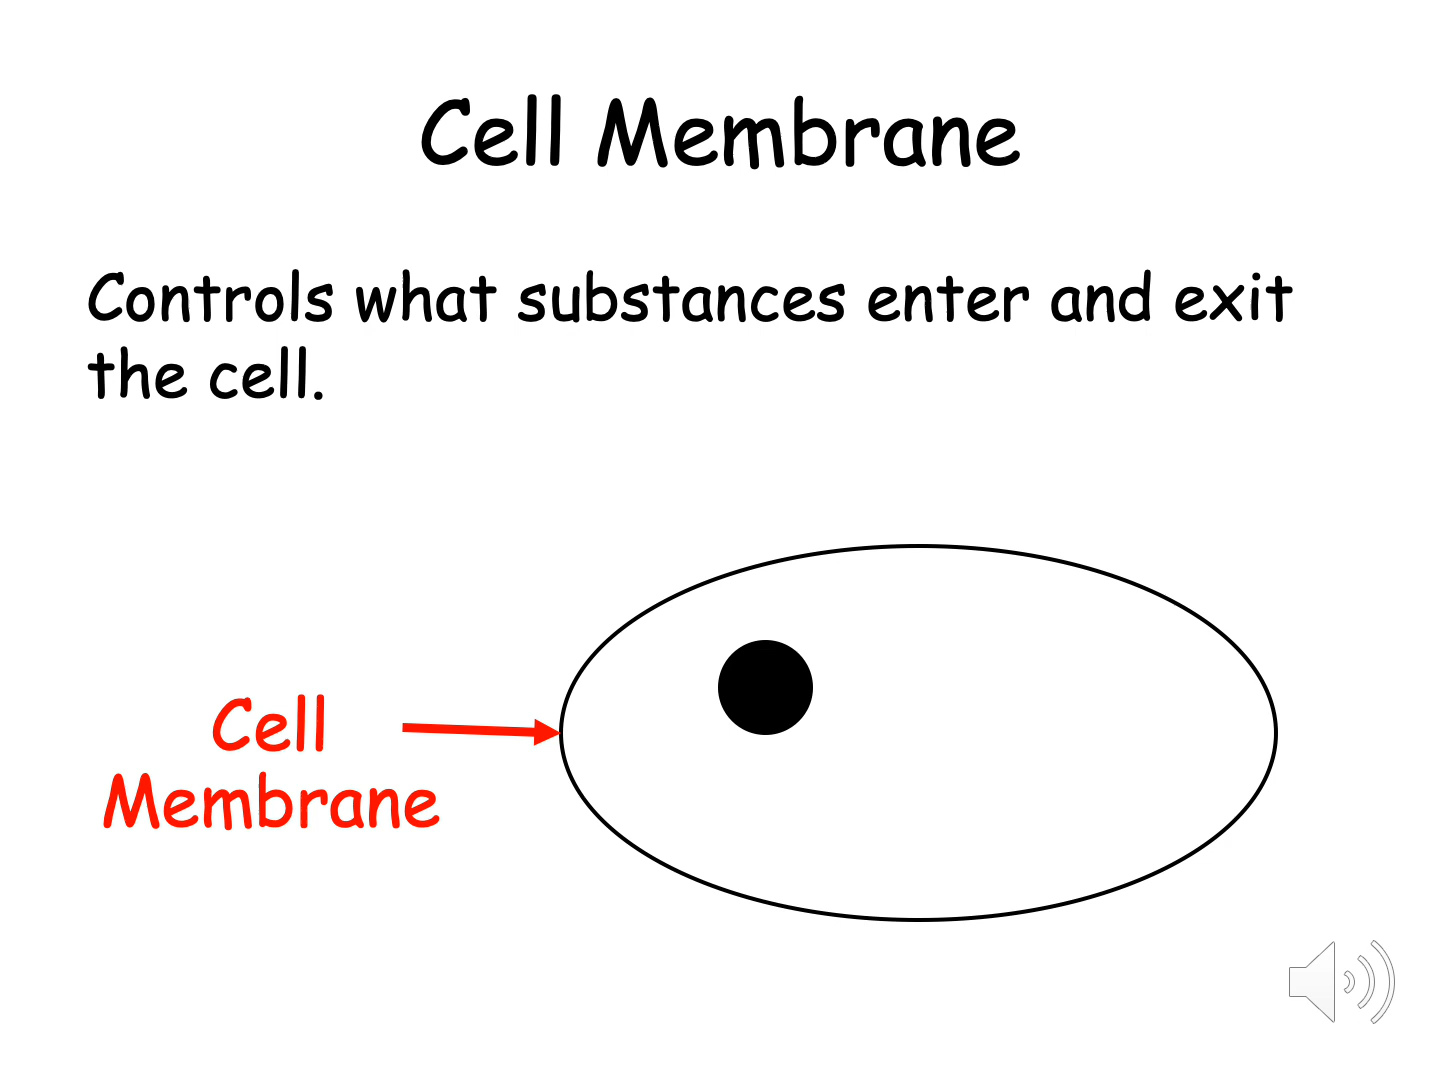 Cell Membrane
Controls what substances enter and exit
the cell.
Cell
Membrane